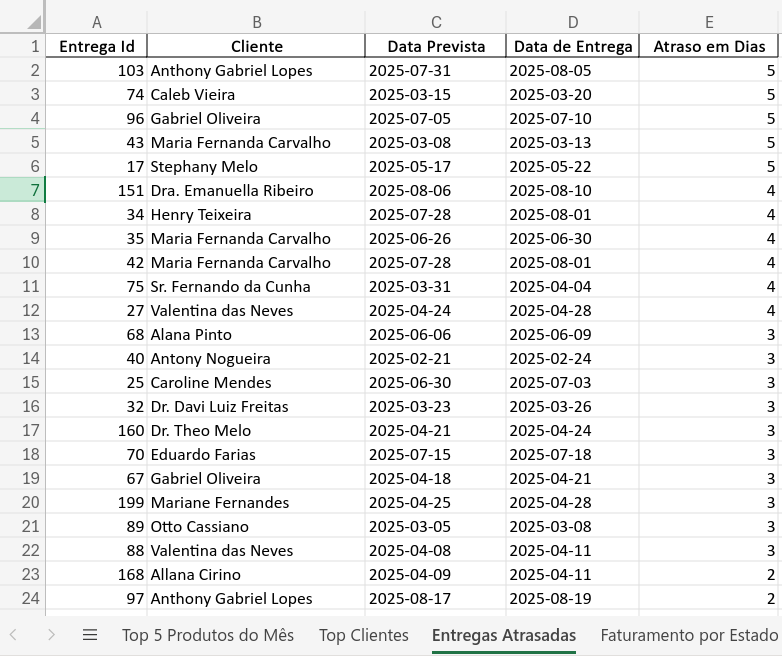 A B C D E
1 Entrega Id Cliente Data Prevista Data de Entrega Atraso em Dias
2 103 Anthony Gabriel Lopes 2025-07-31 2025-08-05 5
3 74 Caleb Vieira 2025-03-15 2025-03-20 5
4 96 Gabriel Oliveira 2025-07-05 2025-07-10 5
5 43 Maria Fernanda Carvalho 2025-03-08 2025-03-13 5
6 17 Stephany Melo 2025-05-17 2025-05-22 5
7 151 Dra. Emanuella Ribeiro 2025-08-06 2025-08-10 4
8 34 Henry Teixeira 2025-07-28 2025-08-01 4
9 35 Maria Fernanda Carvalho 2025-06-26 2025-06-30 4
10 42 Maria Fernanda Carvalho 2025-07-28 2025-08-01 4
11 75 Sr. Fernando da Cunha 2025-03-31 2025-04-04 4
12 27 Valentina das Neves 2025-04-24 2025-04-28 4
13 68 Alana Pinto 2025-06-06 2025-06-09 3
14 40 Antony Nogueira 2025-02-21 2025-02-24 3
15 25 Caroline Mendes 2025-06-30 2025-07-03 3
16 32 Dr. Davi Luiz Freitas 2025-03-23 2025-03-26 3
17 160 Dr. Theo Melo 2025-04-21 2025-04-24 3
18 70 Eduardo Farias 2025-07-15 2025-07-18 3
19 67 Gabriel Oliveira 2025-04-18 2025-04-21 3
20 199 Mariane Fernandes 2025-04-25 2025-04-28 3
21 89 Otto Cassiano 2025-03-05 2025-03-08 3
22 88 Valentina das Neves 2025-04-08 2025-04-11 3
23 168 Allana Cirino 2025-04-09 2025-04-11 2
24 97 Anthony Gabriel Lopes 2025-08-17 2025-08-19 2
Top 5 Produtos do Mês Top Clientes Entregas Atrasadas Faturamento por Estado